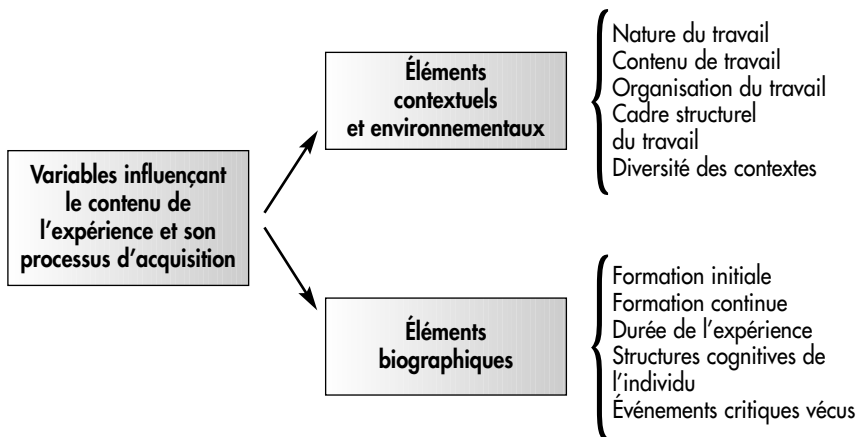 Variables influençant
le contenu de
l'expérience et son
processus d'acquisition
Éléments
contextuels
et environnementaux
Nature du travail
Contenu de travail
Organisation du travail
Cadre structurel
du travail
Diversité des contextes
Éléments
biographiques
Formation initiale
Formation continue
Durée de l'expérience
Structures cognitives de
l'individu
Événements critiques vécus